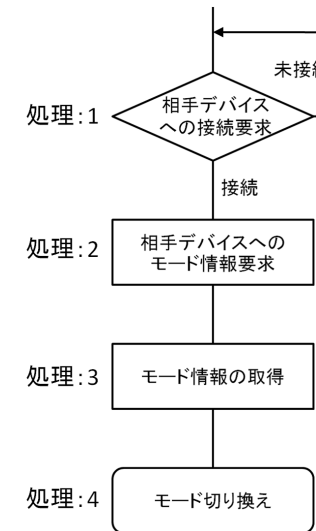 未接
処理:1
相手デバイス
への接続要求
接続
処理:2
相手デバイスへの
モード情報要求
処理:3
モード情報の取得
処理:4
モード切り換え